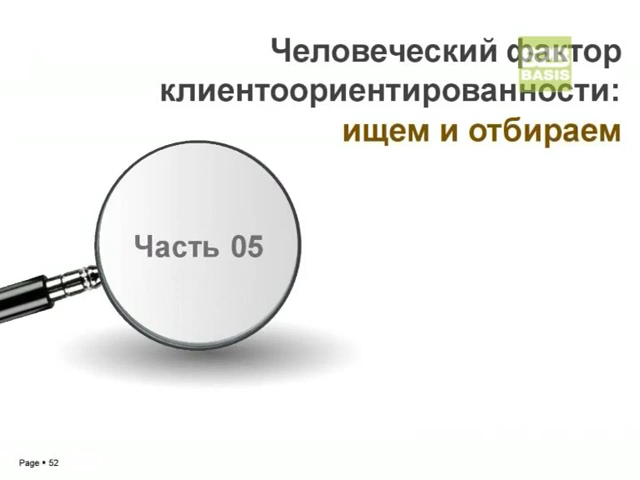 Человеческий фактор
клиентоориентированности:
ищем и отбираем
BASIS
Часть 05
Page ▪ 52